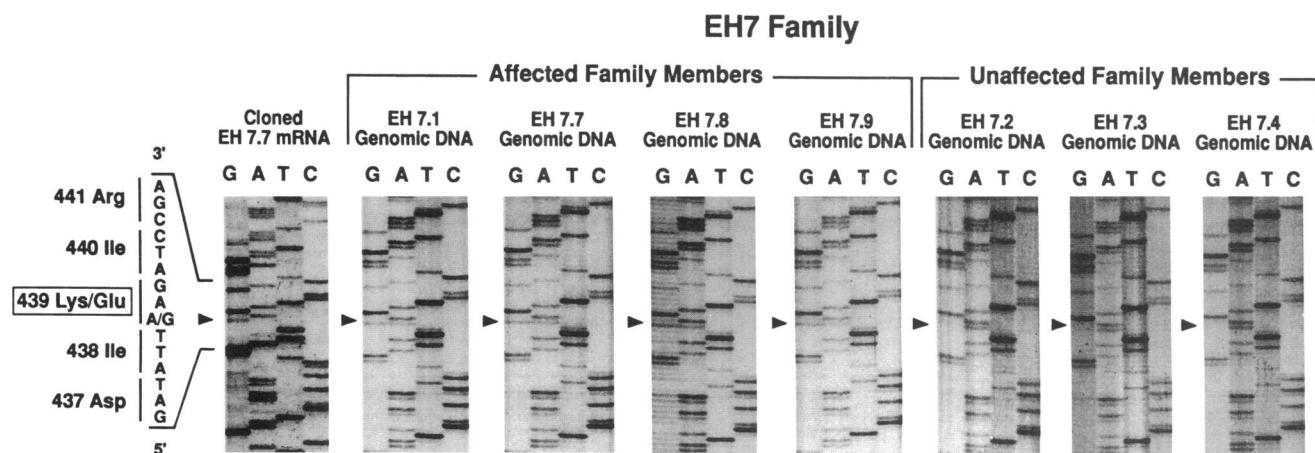 EH7 Family
Affected Family Members
Unaffected Family Members
Cloned
EH 7.7 mRNA
EH 7.1
Genomic DNA
EH 7.7
Genomic DNA
EH 7.8
Genomic DNA
EH 7.9
Genomic DNA
EH 7.2
Genomic DNA
EH 7.3
Genomic DNA
EH 7.4
Genomic DNA
G A T C
G A T C
G A T C
G A T C
G A T C
G A T C
G A T C
G A T C
3'
441 Arg
A
G
C
440 Ile
C
T
A
439 Lys/Glu
G
A
A/G
438 Ile
T
T
A
437 Asp
T
A
G
5'